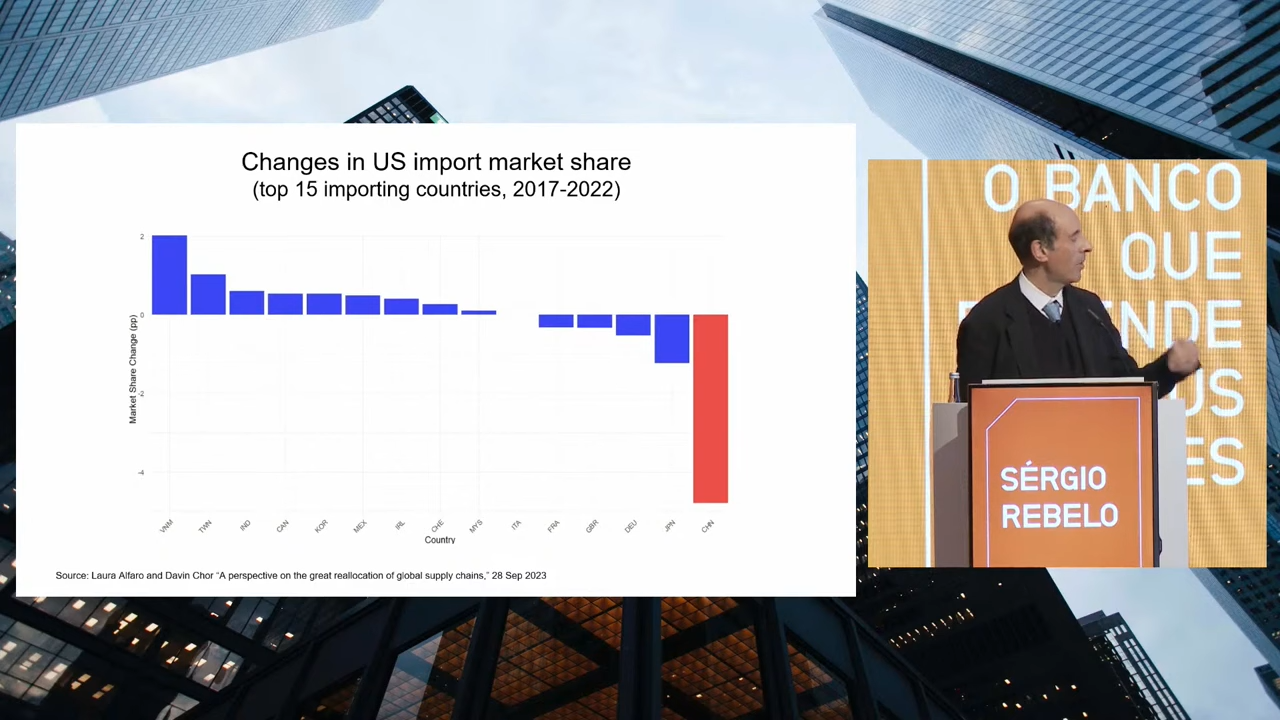 Changes in US import market share
(top 15 importing countries, 2017-2022)
2
0
-2
-4
Market Share Change (pp)
VNM
TWN
IND
CAN
KOR
MEX
IRL
CHE
MYS
ITA
FRA
GBR
DEU
JPN
CHN
Country
Source: Laura Alfaro and Davin Chor "A perspective on the great reallocation of global supply chains," 28 Sep 2023
O BANCO
QUE
NDE
US
ES
SÉRGIO
REBELO